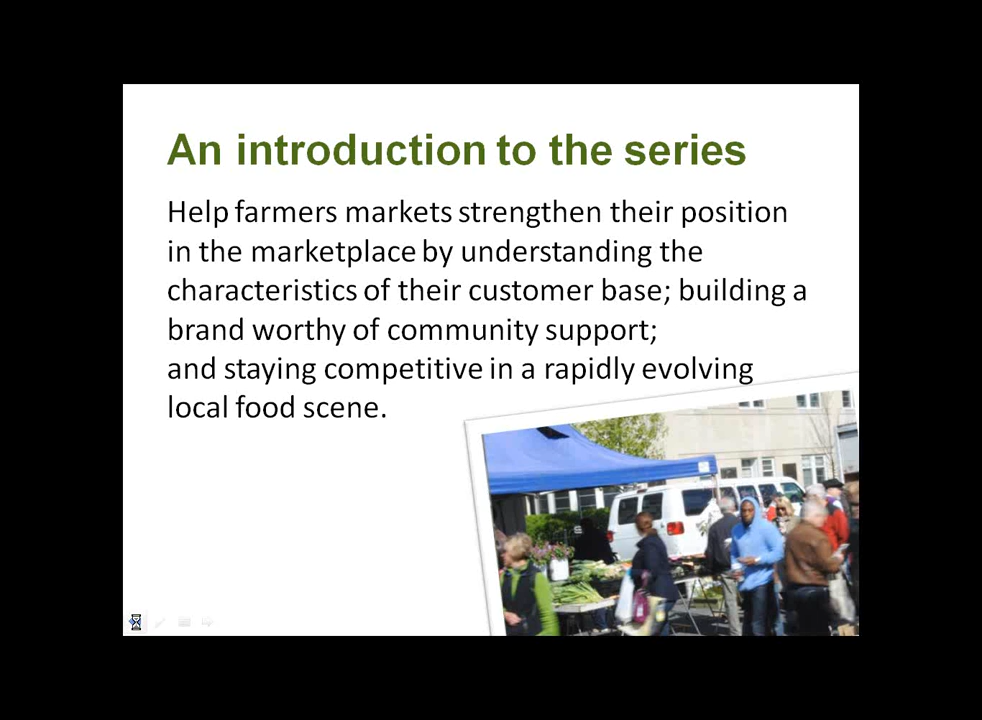 An introduction to the series
Help farmers markets strengthen their position
in the marketplace by understanding the
characteristics of their customer base; building a
brand worthy of community support;
and staying competitive in a rapidly evolving
local food scene.